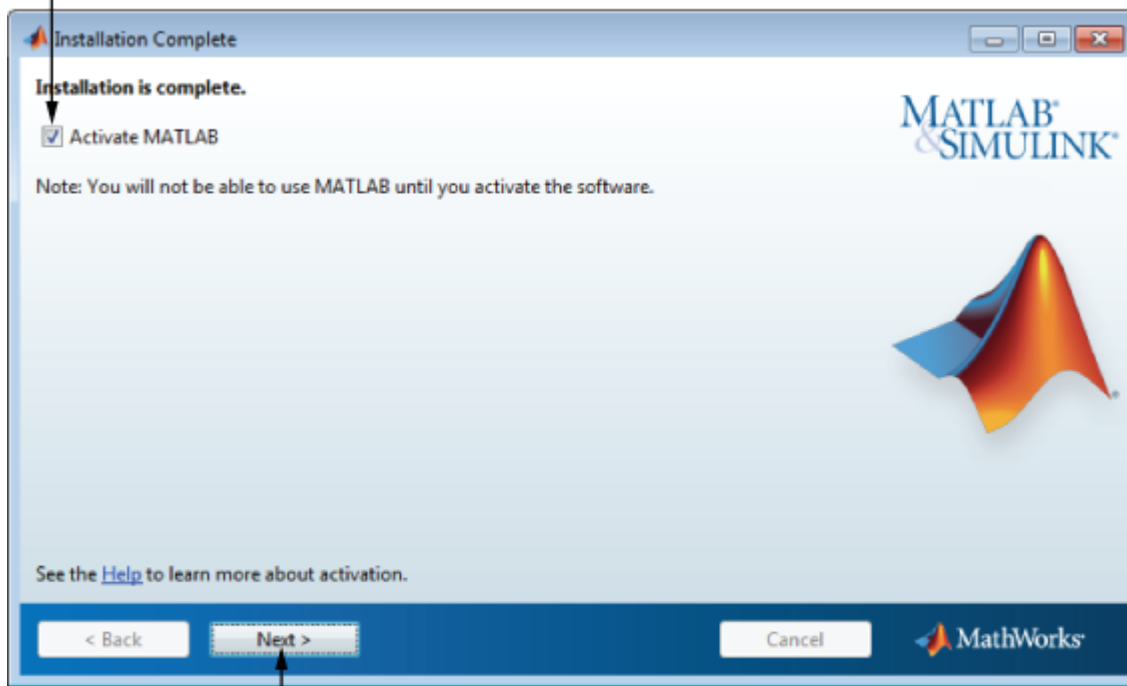 Installation Complete
Installation is complete.
Activate MATLAB
MATLAB®
&SIMULINK®
Note: You will not be able to use MATLAB until you activate the software.
®
See the Help to learn more about activation.
< Back
Next >
Cancel
MathWorks®